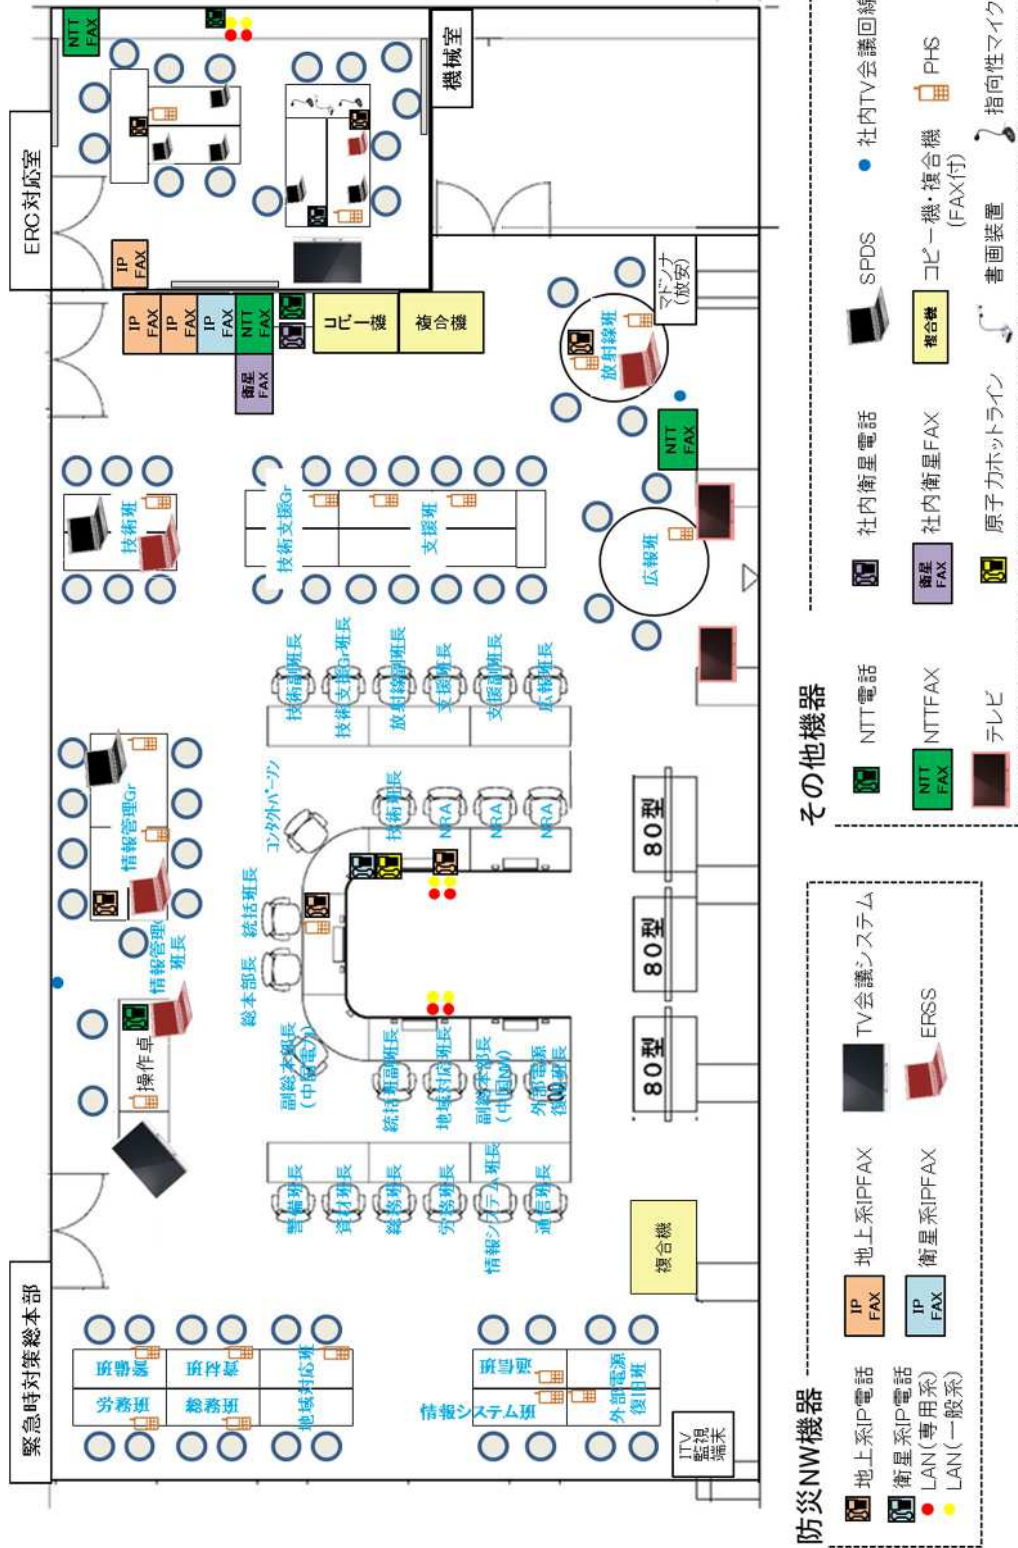 緊急時対策総本部
ERC対応室
機械室
NTT
FAX
IP
FAX
IP
FAX
IP
FAX
IP
FAX
NTT
FAX
衛星
FAX
コピー機
複合機
マドンナ
(放安)
放射線班
NTT
FAX
広報班
技術班
技術支援Gr
支援班
情報管理Gr
情報管理
班長
操作卓
技術副班長
技術支援Gr班長
放射線副班長
支援班長
支援副班長
広報班長
コンタクトパーソン
統括班長
総本部長
副総本部長
(中国電力)
技術班長
NRA
NRA
NRA
統括班副班長
地域対応班長
副総本部長
(中国NW)
外部電源
復旧班長
警備班長
資材班長
総務班長
労務班長
情報システム班長
通信班長
80型
80型
80型
複合機
警備班
資材班
労務班
総務班
地域対応班
通信班
情報システム班
外部電源
復旧班
ITV
監視
端末
防災NW機器
地上系IP電話
IP
FAX
地上系IPFAX
TV会議システム
衛星系IP電話
IP
FAX
衛星系IPFAX
ERSS
LAN(専用系)
LAN(一般系)
その他機器
NTT電話
社内衛星電話
SPDS
社内TV会議回線
NTT
FAX
NTTFAX
衛星
FAX
社内衛星FAX
複合機
コピー機・複合機
(FAX付)
PHS
テレビ
原子力ホットライン
書画装置
指向性マイク